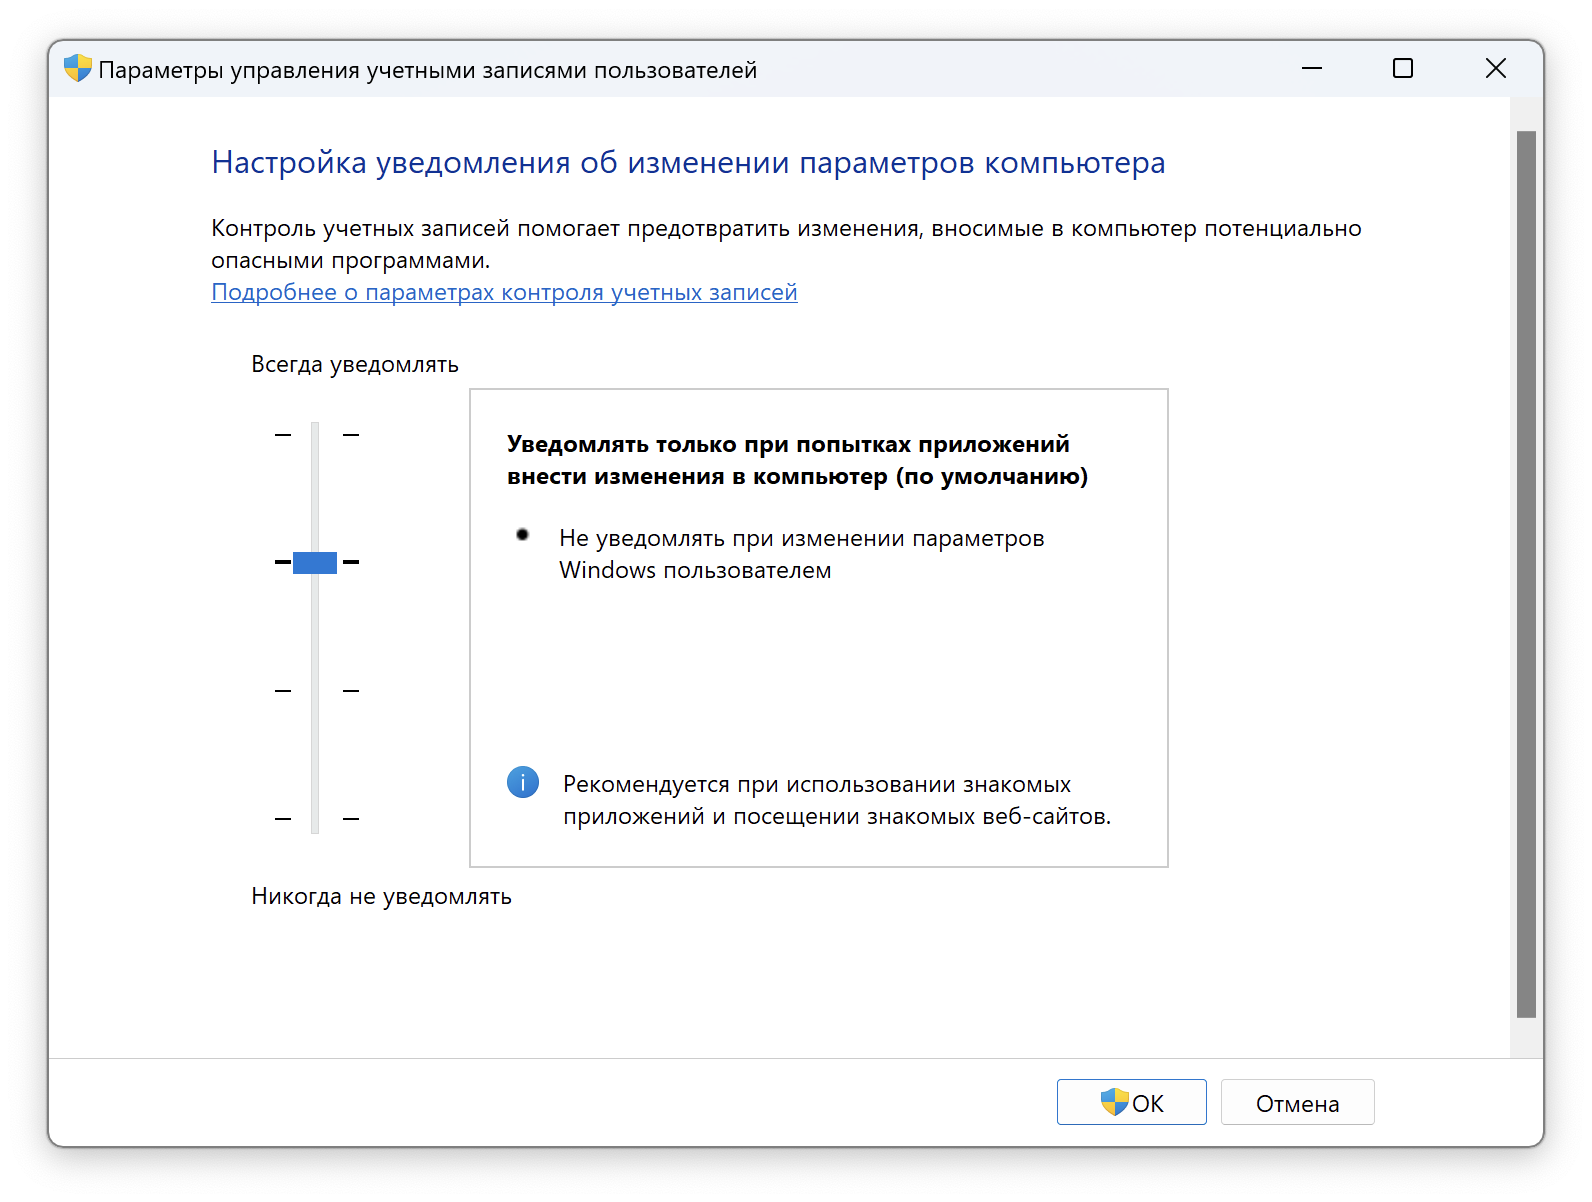 Параметры управления учетными записями пользователей
Настройка уведомления об изменении параметров компьютера
Контроль учетных записей помогает предотвратить изменения, вносимые в компьютер потенциально
опасными программами.
Подробнее о параметрах контроля учетных записей
Всегда уведомлять
Уведомлять только при попытках приложений
внести изменения в компьютер (по умолчанию)
Не уведомлять при изменении параметров
Windows пользователем
Рекомендуется при использовании знакомых
приложений и посещении знакомых веб-сайтов.
Никогда не уведомлять
ОК
Отмена